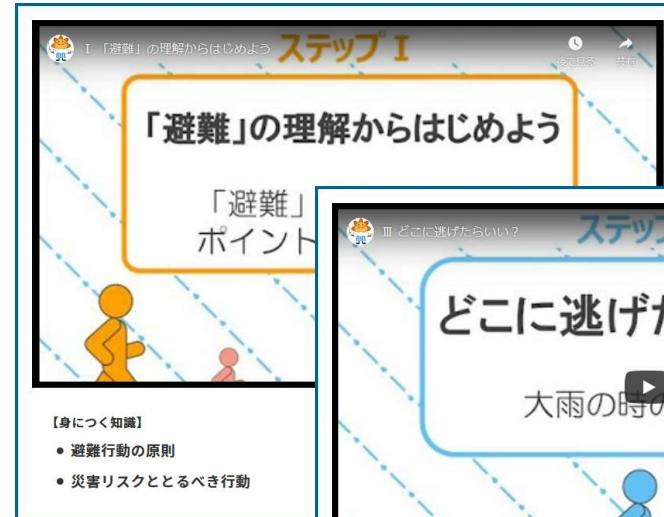 I 「避難」の理解からはじめよう
ステップ I
後で見る
共有
「避難」の理解からはじめよう
「避難」
ポイント
III どこに逃げたらいい？
ステッ
どこに逃げ
大雨の時の
【身につく知識】
● 避難行動の原則
● 災害リスクととるべき行動